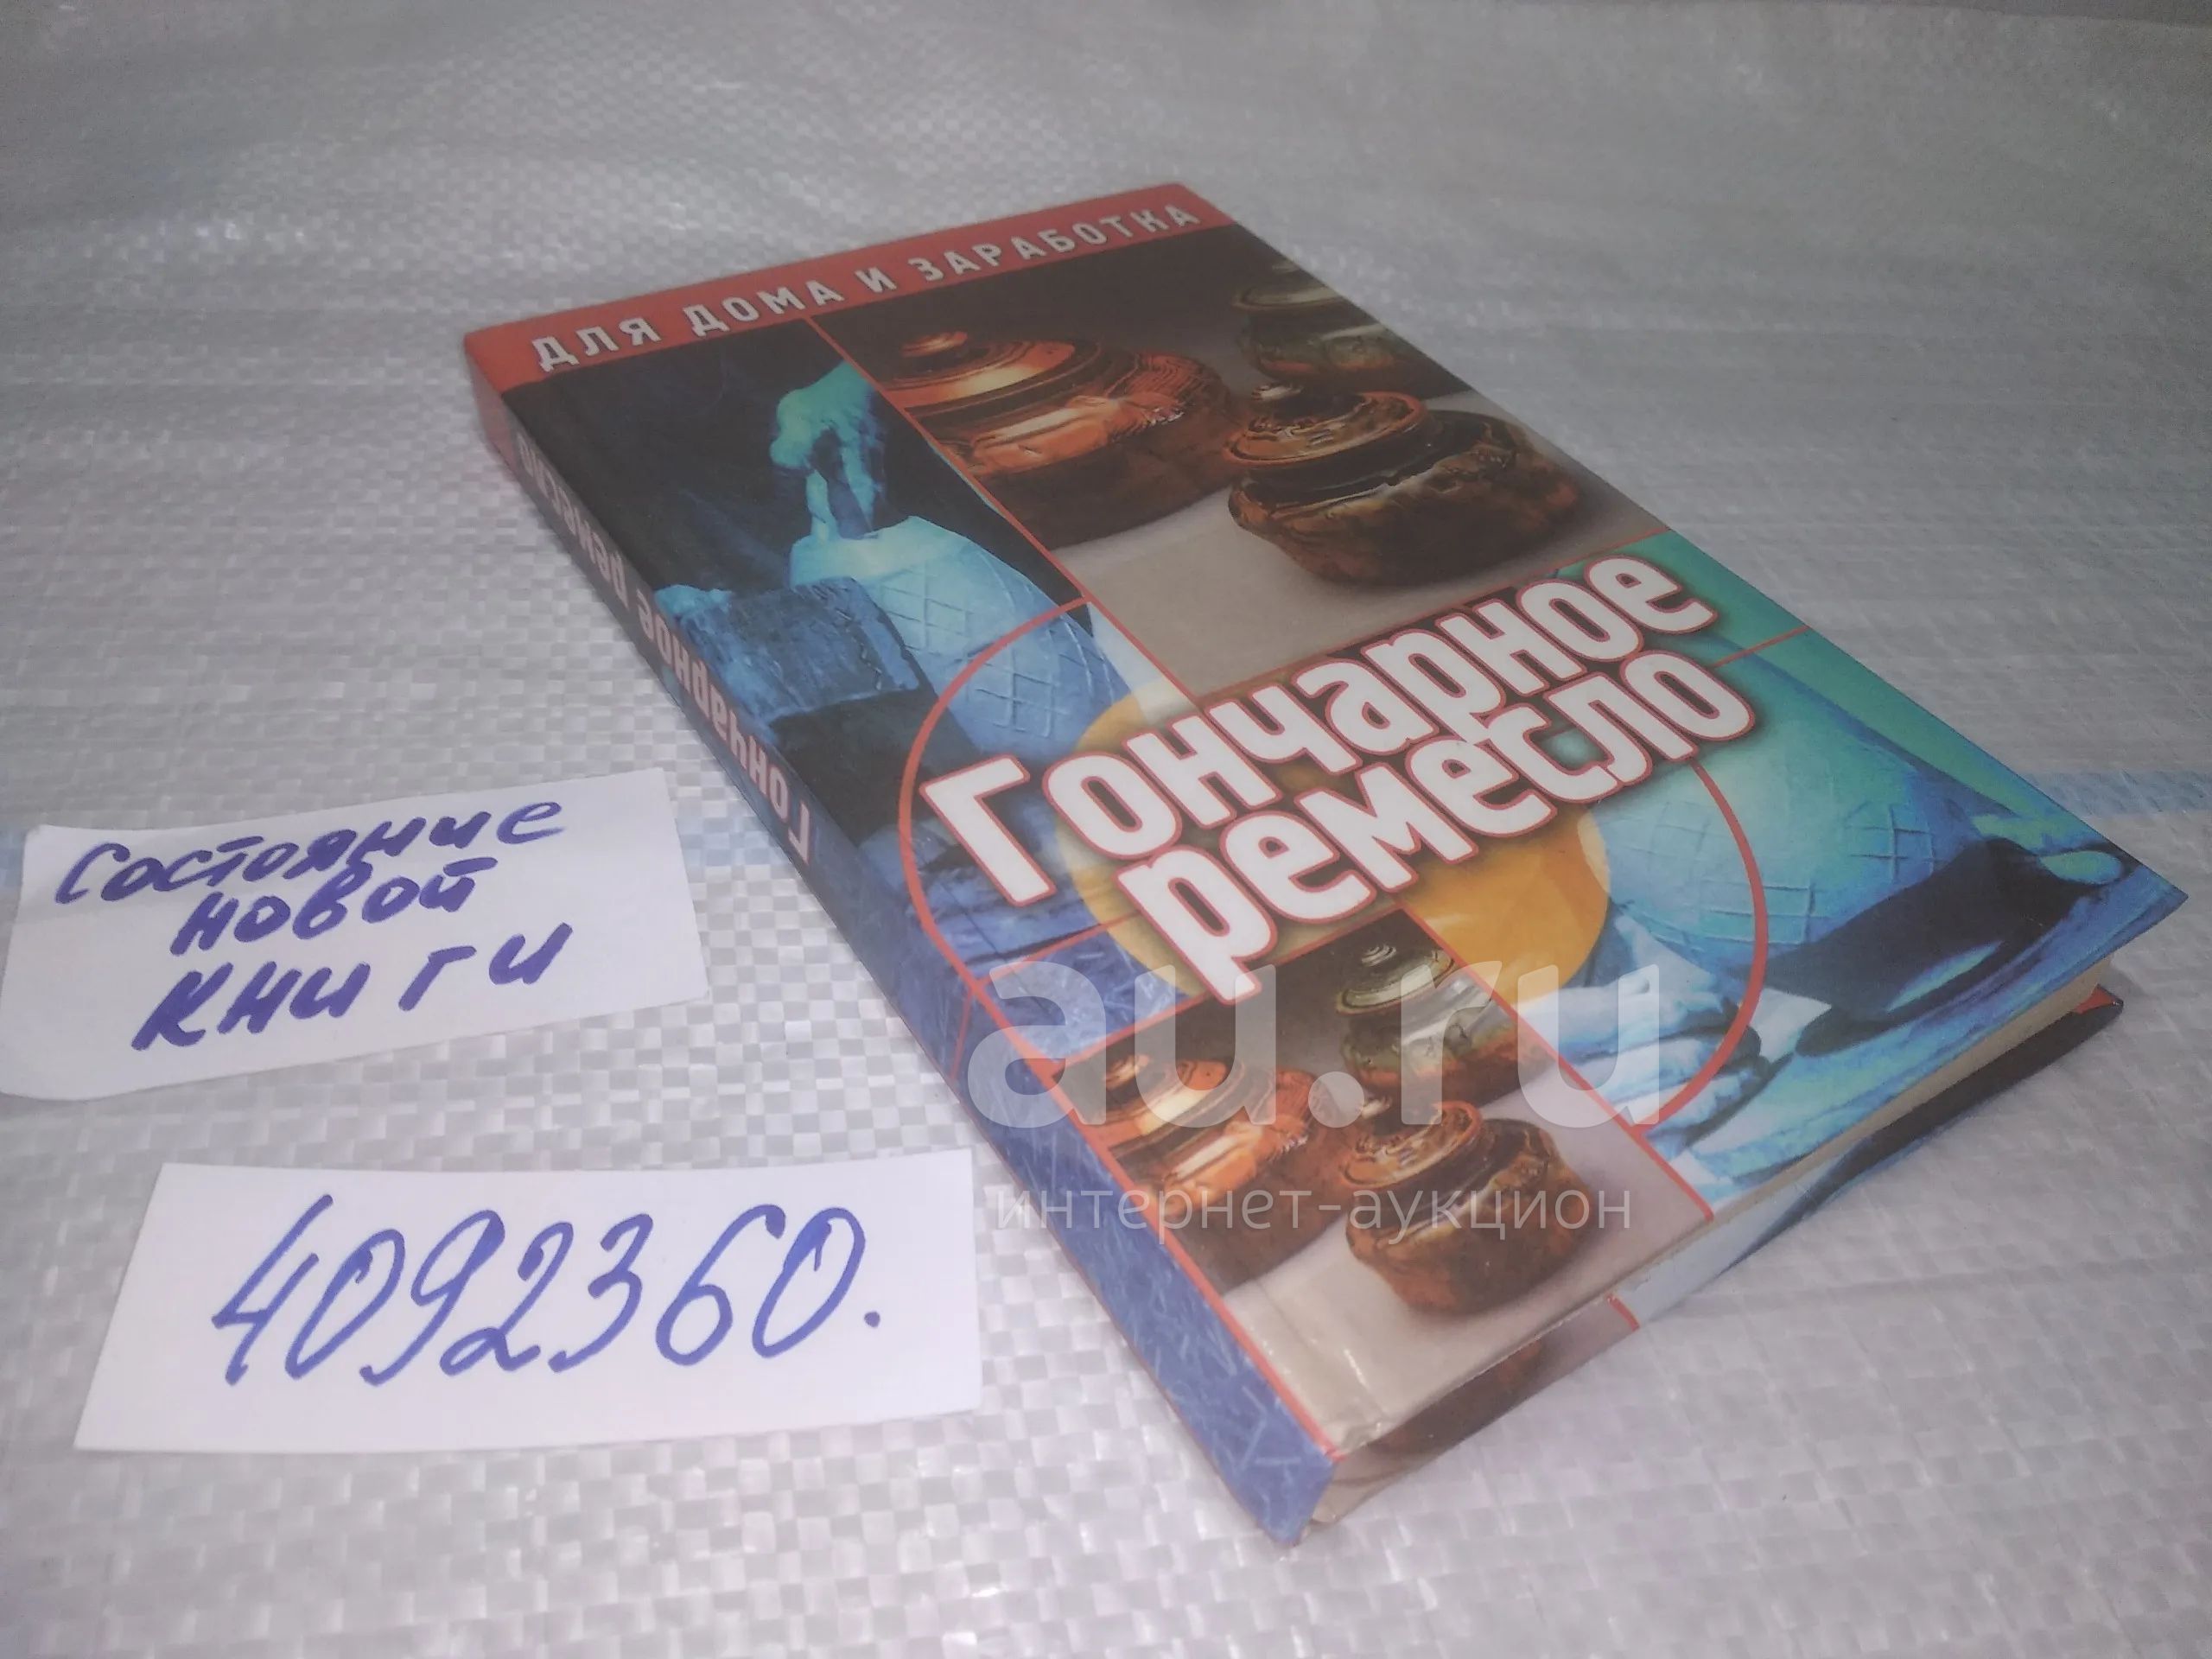 ДЛЯ ДОМА И ЗАРАБОТКА
Гончарное
ремесло
Гончарное ремесло
Состояние
новой
книги
4092360.
au.ru
интернет-аукцион